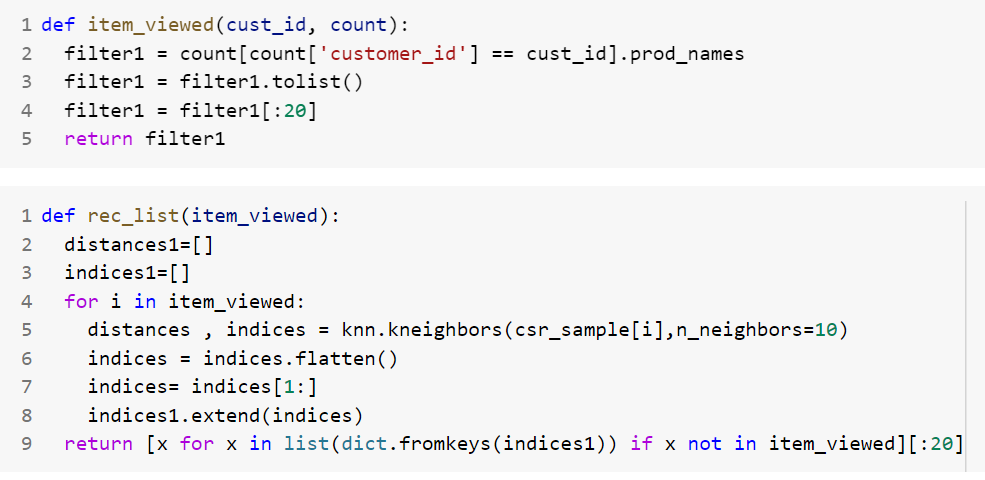 1 def item_viewed(cust_id, count):
2   filter1 = count[count['customer_id'] == cust_id].prod_names
3   filter1 = filter1.tolist()
4   filter1 = filter1[:20]
5   return filter1
1 def rec_list(item_viewed):
2   distances1=[]
3   indices1=[]
4   for i in item_viewed:
5     distances , indices = knn.kneighbors(csr_sample[i],n_neighbors=10)
6     indices = indices.flatten()
7     indices= indices[1:]
8     indices1.extend(indices)
9   return [x for x in list(dict.fromkeys(indices1)) if x not in item_viewed][:20]